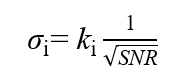 σi= ki 1/√SNR